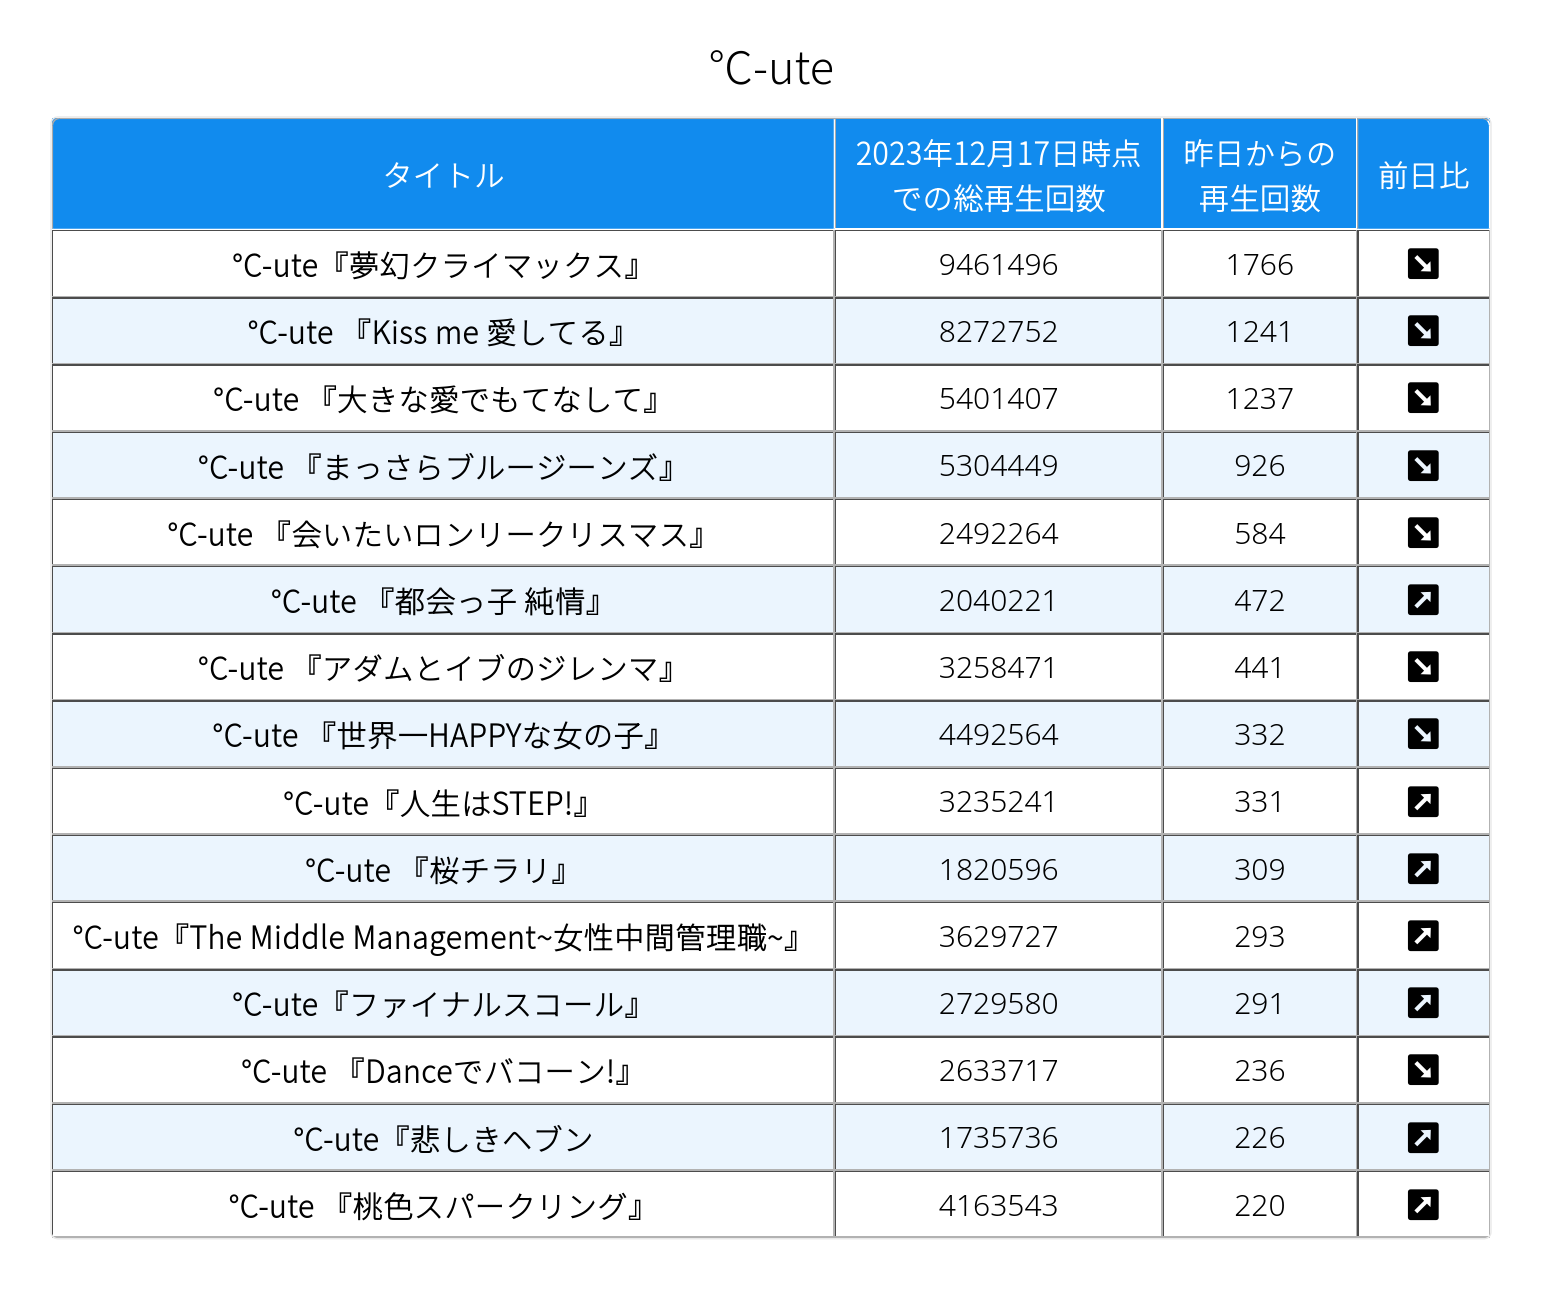 ℃-ute
タイトル
2023年12月17日時点
での総再生回数
昨日からの
再生回数
前日比
℃-ute『夢幻クライマックス』 9461496 1766 ↘
℃-ute 『Kiss me 愛してる』 8272752 1241 ↘
℃-ute 『大きな愛でもてなして』 5401407 1237 ↘
℃-ute 『まっさらブルージーンズ』 5304449 926 ↘
℃-ute 『会いたいロンリークリスマス』 2492264 584 ↘
℃-ute 『都会っ子 純情』 2040221 472 ↗
℃-ute 『アダムとイブのジレンマ』 3258471 441 ↘
℃-ute 『世界一HAPPYな女の子』 4492564 332 ↘
℃-ute『人生はSTEP!』 3235241 331 ↗
℃-ute 『桜チラリ』 1820596 309 ↗
℃-ute『The Middle Management~女性中間管理職~』 3629727 293 ↗
℃-ute『ファイナルスコール』 2729580 291 ↗
℃-ute 『Danceでバコーン!』 2633717 236 ↘
℃-ute『悲しきヘブン 1735736 226 ↗
℃-ute 『桃色スパークリング』 4163543 220 ↗